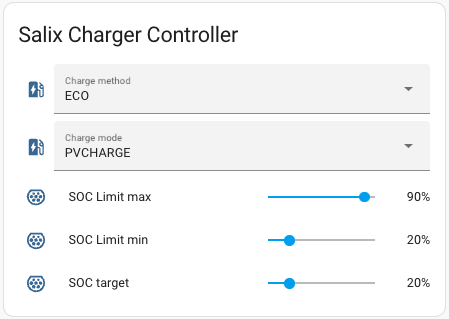 Salix Charger Controller
Charge method
ECO
Charge mode
PVCHARGE
SOC Limit max 90%
SOC Limit min 20%
SOC target 20%